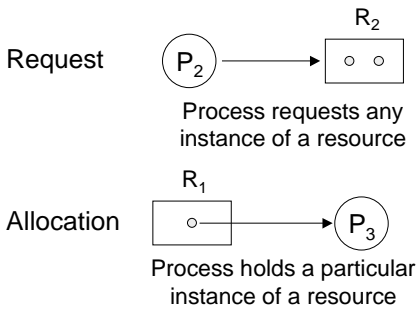 R₂
Request P₂
Process requests any
instance of a resource
R₁
Allocation P₃
Process holds a particular
instance of a resource